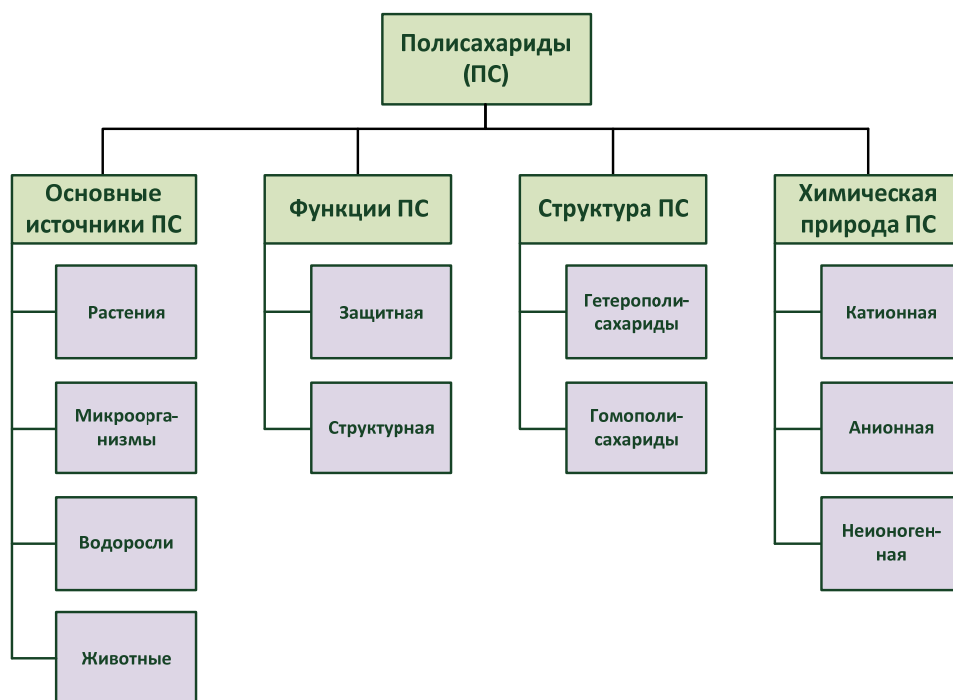 Полисахариды
(ПС)
Основные
источники ПС
Растения
Микроорга-
низмы
Водоросли
Животные
Функции ПС
Защитная
Структурная
Структура ПС
Гетерополи-
сахариды
Гомополи-
сахариды
Химическая
природа ПС
Катионная
Анионная
Неионоген-
ная